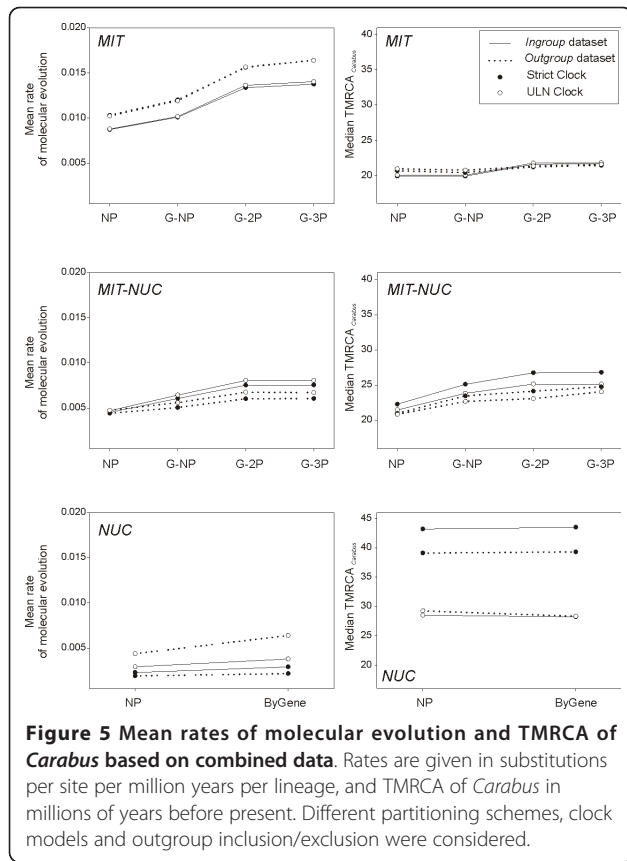 MIT
0.020
0.015
0.010
0.005
Mean rate
of molecular evolution
NP G-NP G-2P G-3P
MIT
40
35
30
25
20
Median TMRCA Carabus
NP G-NP G-2P G-3P
Ingroup dataset
Outgroup dataset
Strict Clock
ULN Clock
MIT-NUC
0.020
0.015
0.010
0.005
Mean rate
of molecular evolution
NP G-NP G-2P G-3P
MIT-NUC
40
35
30
25
20
Median TMRCA Carabus
NP G-NP G-2P G-3P
NUC
0.020
0.015
0.010
0.005
Mean rate
of molecular evolution
NP ByGene
45
40
35
30
25
20
Median TMRCA Carabus
NUC
NP ByGene
Figure 5 Mean rates of molecular evolution and TMRCA of
Carabus based on combined data. Rates are given in substitutions
per site per million years per lineage, and TMRCA of Carabus in
millions of years before present. Different partitioning schemes, clock
models and outgroup inclusion/exclusion were considered.